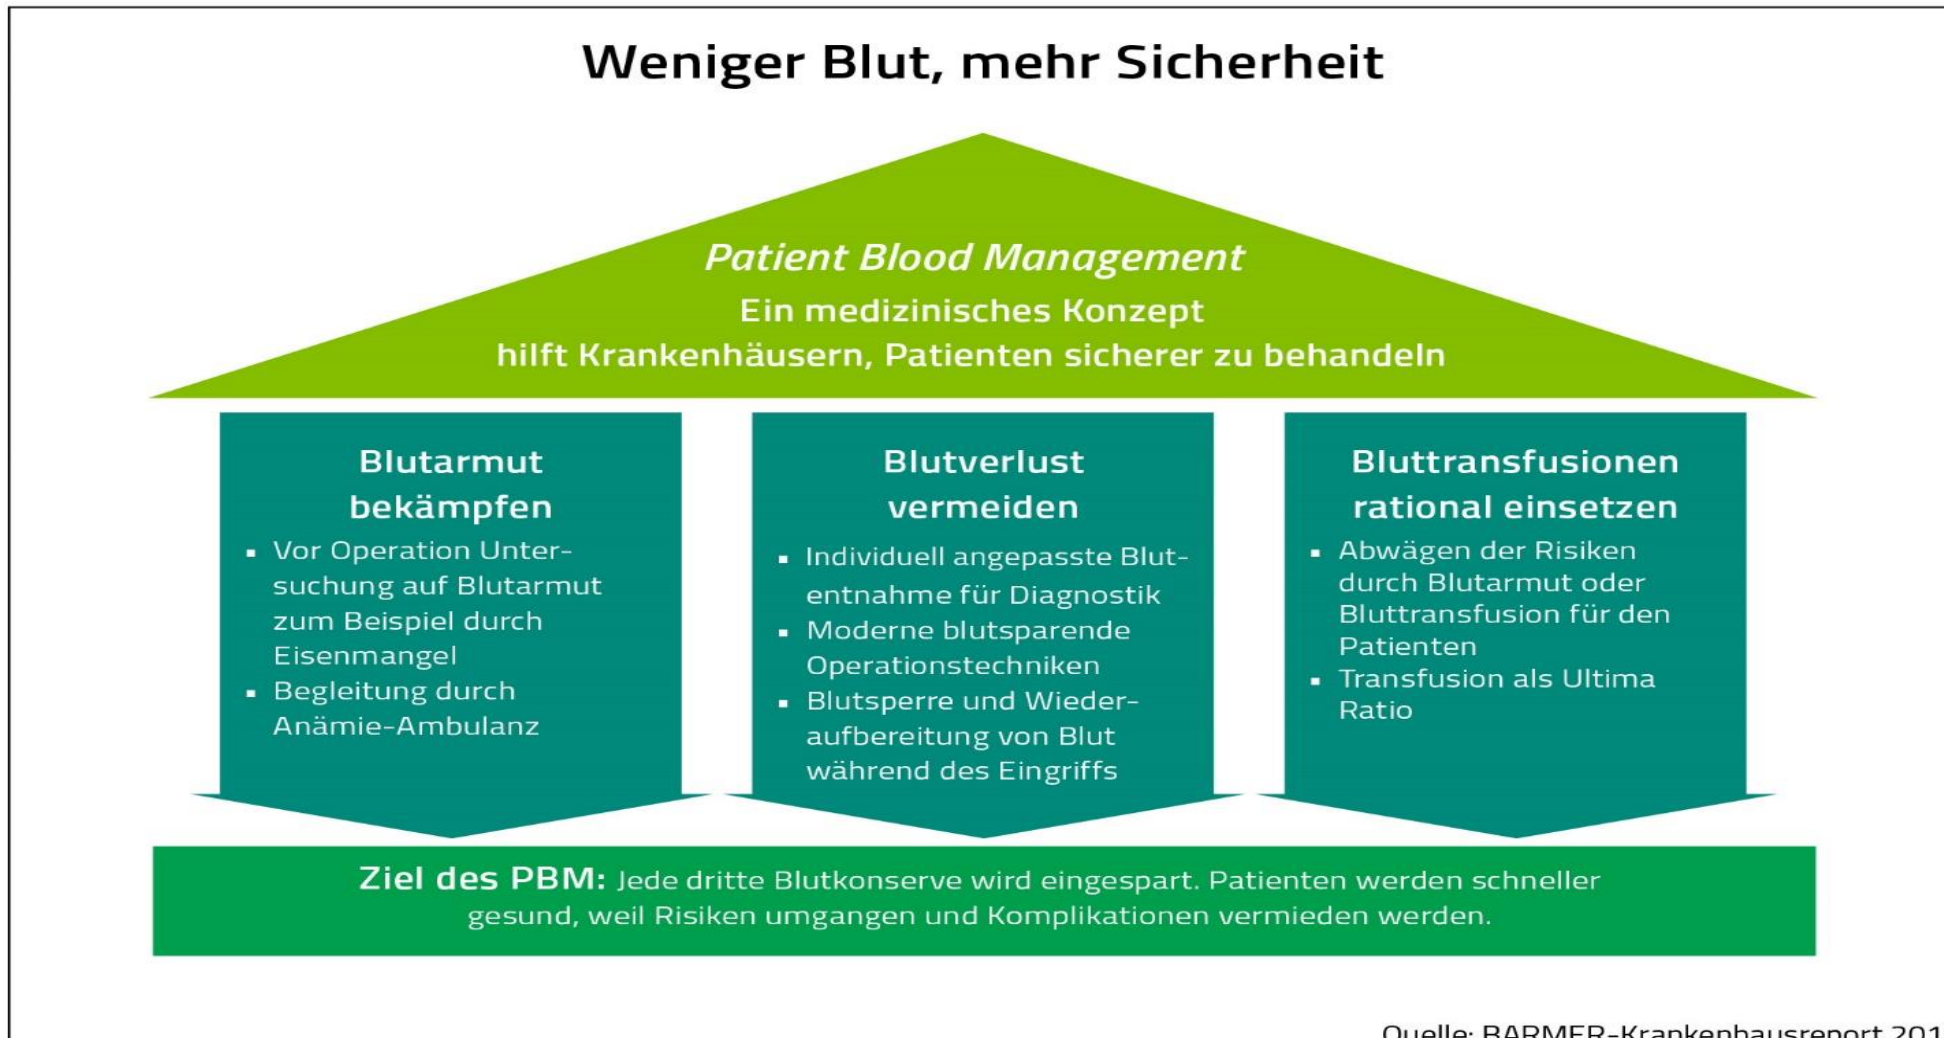 Weniger Blut, mehr Sicherheit
Patient Blood Management
Ein medizinisches Konzept
hilft Krankenhäusern, Patienten sicherer zu behandeln
Blutarmut
bekämpfen
▪ Vor Operation Unter-
suchung auf Blutarmut
zum Beispiel durch
Eisenmangel
▪ Begleitung durch
Anämie-Ambulanz
Blutverlust
vermeiden
▪ Individuell angepasste Blut-
entnahme für Diagnostik
▪ Moderne blutsparende
Operationstechniken
▪ Blutsperre und Wieder-
aufbereitung von Blut
während des Eingriffs
Bluttransfusionen
rational einsetzen
▪ Abwägen der Risiken
durch Blutarmut oder
Bluttransfusion für den
Patienten
▪ Transfusion als Ultima
Ratio
Ziel des PBM: Jede dritte Blutkonserve wird eingespart. Patienten werden schneller
gesund, weil Risiken umgangen und Komplikationen vermieden werden.
Quelle: BARMER-Krankenhausreport 201